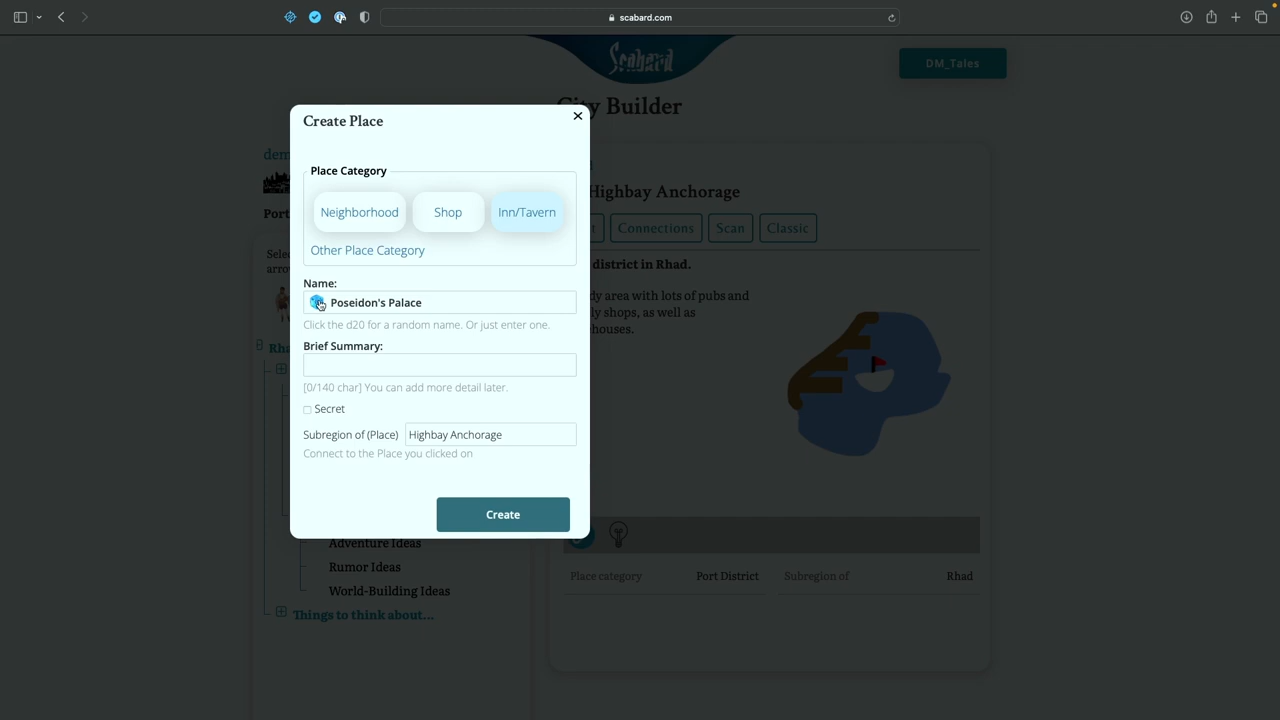 scabard.com
Scabard
DM_Tales
City Builder
Create Place
Place Category
Neighborhood
Shop
Inn/Tavern
Other Place Category
Name:
Poseidon's Palace
Click the d20 for a random name. Or just enter one.
Brief Summary:
[0/140 char] You can add more detail later.
Secret
Subregion of (Place)
Highbay Anchorage
Connect to the Place you clicked on
Create
Port
Adventure Ideas
Rumor Ideas
World-Building Ideas
Things to think about...
Highbay Anchorage
Connections
Scan
Classic
district in Rhad.
area with lots of pubs and
shops, as well as
Place category
Port District
Subregion of
Rhad